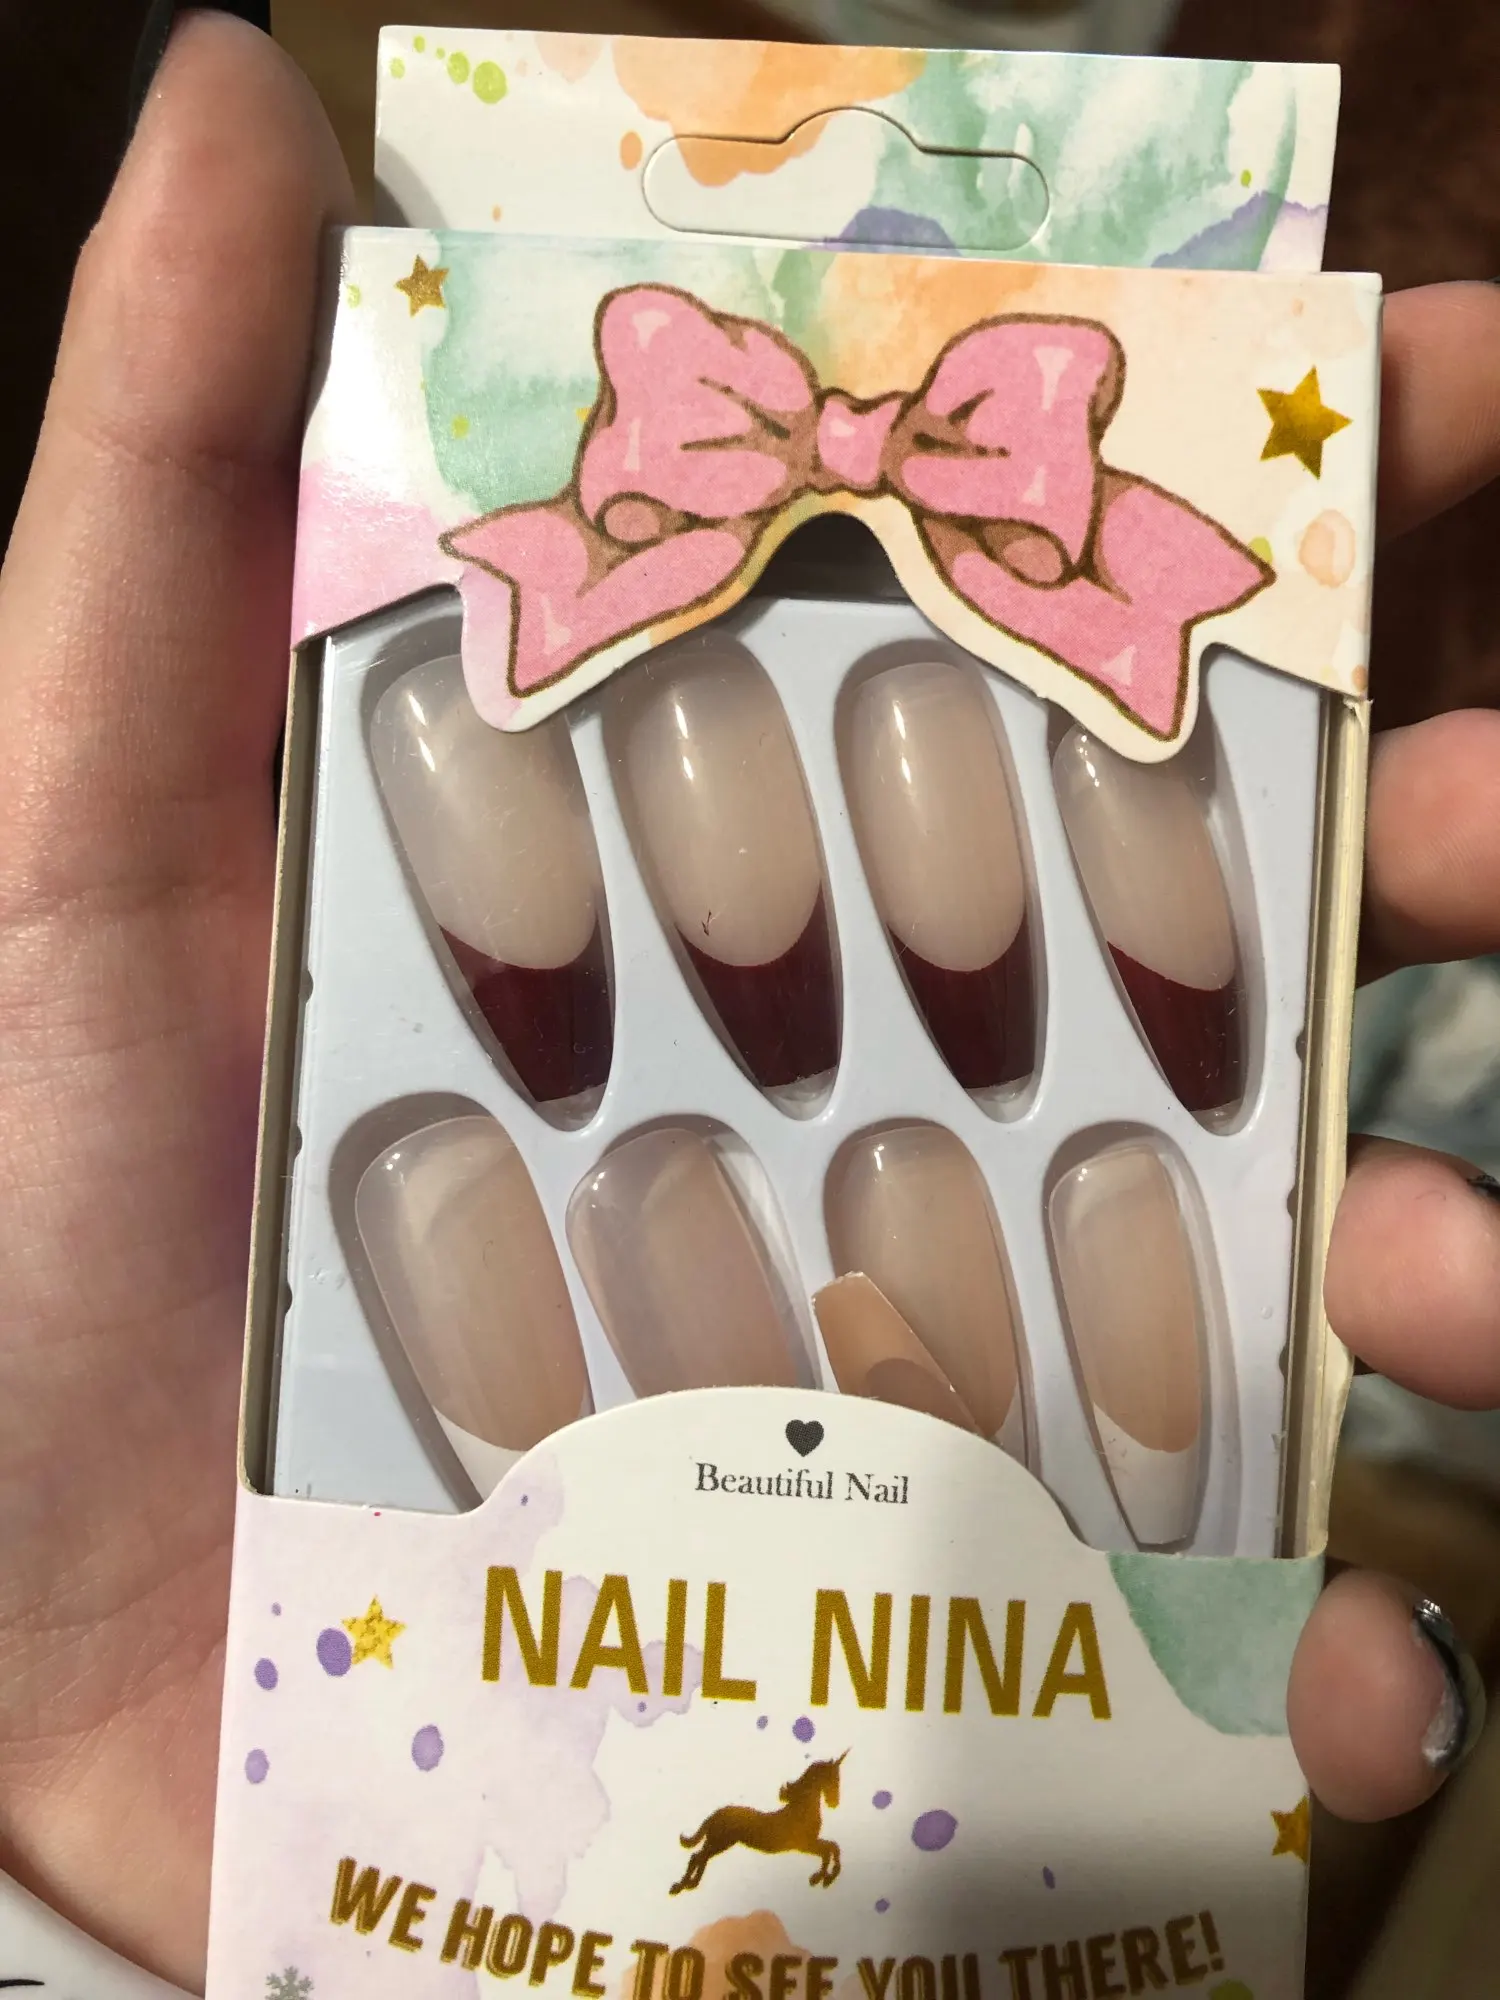 Beautiful Nail
NAIL NINA
WE HOPE TO SEE YOU THERE!